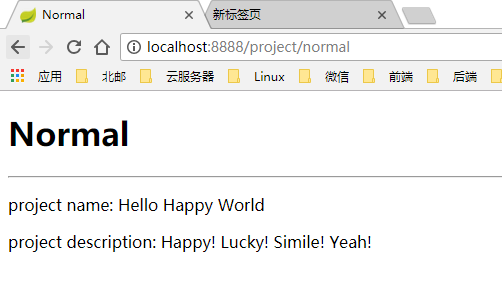 Normal
新标签页
localhost:8888/project/normal
应用 北邮 云服务器 Linux 微信 前端 后端
Normal
project name: Hello Happy World
project description: Happy! Lucky! Simile! Yeah!